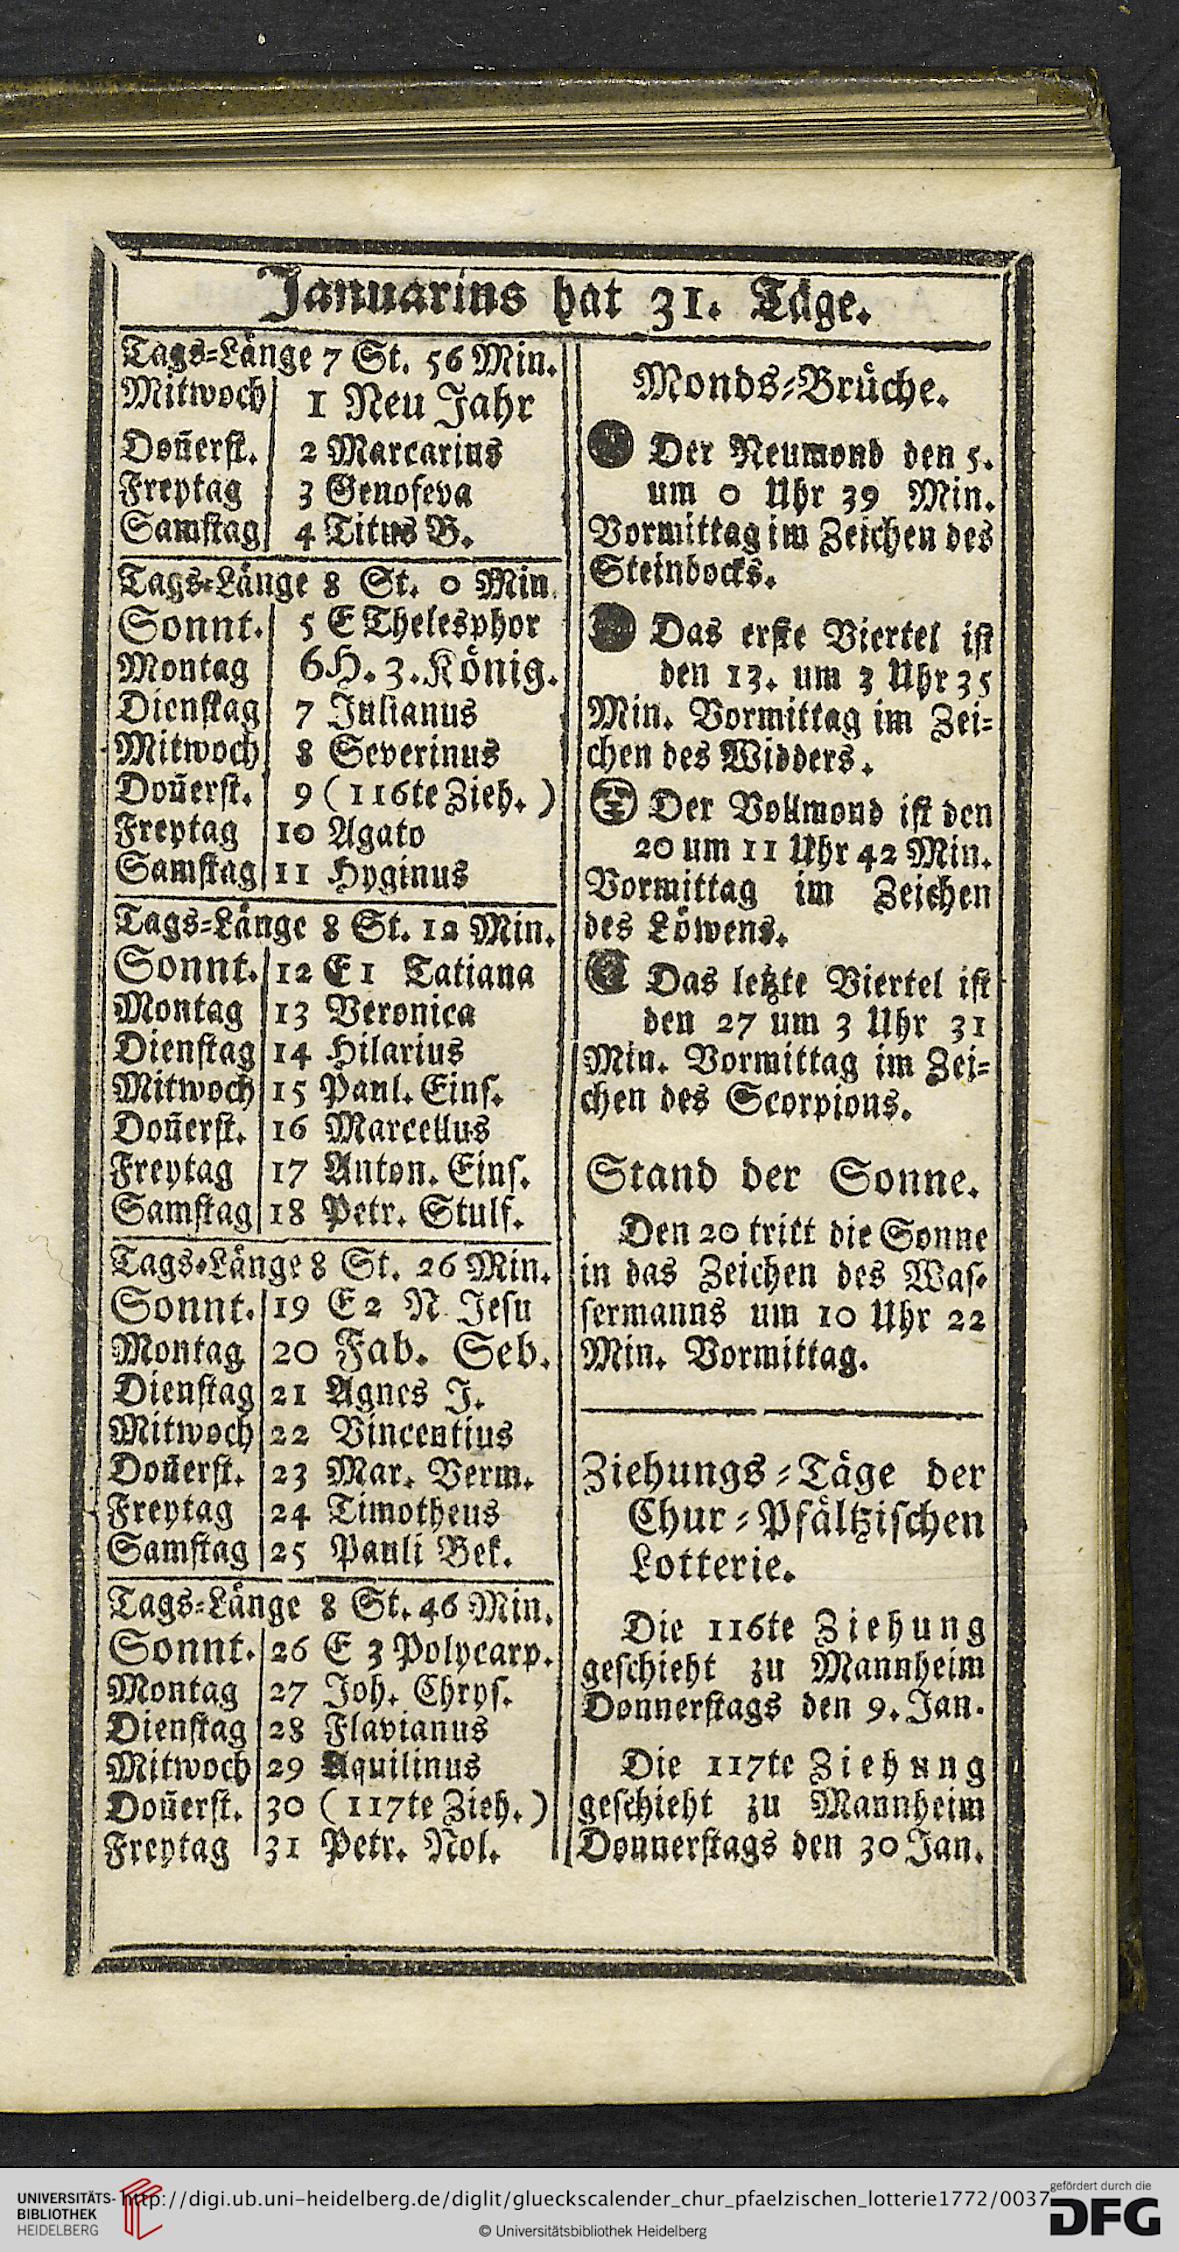 Januarius hat 31. Täge.
Tags=Länge 7 St. 56 Min.
Mitwoch 1 Neu Jahr
Don̄erst. 2 Marcarius
Freytag 3 Genofeva
Samstag 4 Titus B.
Tags=Länge 8 St. 0 Min.
Sonnt. 5 E Thelesphor
Montag 6 H. 3. König.
Dienstag 7 Julianus
Mitwoch 8 Severinus
Don̄erst. 9 (116te Zieh.)
Freytag 10 Agato
Samstag 11 Hyginus
Tags=Länge 8 St. 12 Min.
Sonnt. 12 E 1 Tatiana
Montag 13 Veronica
Dienstag 14 Hilarius
Mitwoch 15 Paul. Eins.
Don̄erst. 16 Marcellus
Freytag 17 Anton. Eins.
Samstag 18 Petr. Stulf.
Tags=Länge 8 St. 26 Min.
Sonnt. 19 E 2 N Jesu
Montag 20 Fab. Seb.
Dienstag 21 Agnes J.
Mitwoch 22 Vincentius
Don̄erst. 23 Mar. Verm.
Freytag 24 Timotheus
Samstag 25 Pauli Bek.
Tags=Länge 8 St. 46 Min.
Sonnt. 26 E 3 Polycarp.
Montag 27 Joh. Chrys.
Dienstag 28 Flavianus
Mitwoch 29 Aquilinus
Don̄erst. 30 (117te Zieh.)
Freytag 31 Petr. Nol.
Monds=Brüche.
Der Neumond den 5.
um 0 Uhr 39 Min.
Vormittag im Zeichen des
Steinbocks.
Das erste Viertel ist
den 13. um 3 Uhr 35
Min. Vormittag im Zei=
chen des Widders.
Der Vollmond ist den
20 um 11 Uhr 42 Min.
Vormittag im Zeichen
des Löwens.
Das letzte Viertel ist
den 27 um 3 Uhr 31
Min. Vormittag im Zei=
chen des Scorpions.
Stand der Sonne.
Den 20 tritt die Sonne
in das Zeichen des Was=
sermanns um 10 Uhr 22
Min. Vormittag.
Ziehungs=Täge der
Chur=Pfältzischen
Lotterie.
Die 116te Ziehung
geschieht zu Mannheim
Donnerstags den 9. Jan.
Die 117te Ziehung
geschieht zu Mannheim
Donnerstags den 30 Jan.
UNIVERSITÄTS-
BIBLIOTHEK
HEIDELBERG
http://digi.ub.uni-heidelberg.de/diglit/glueckscalender_chur_pfaelzischen_lotterie1772/0037
© Universitätsbibliothek Heidelberg
gefördert durch die
DFG